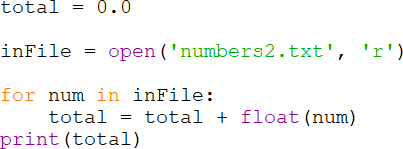 total = 0.0
inFile = open('numbers2.txt', 'r')
for num in inFile:
    total = total + float(num)
print(total)